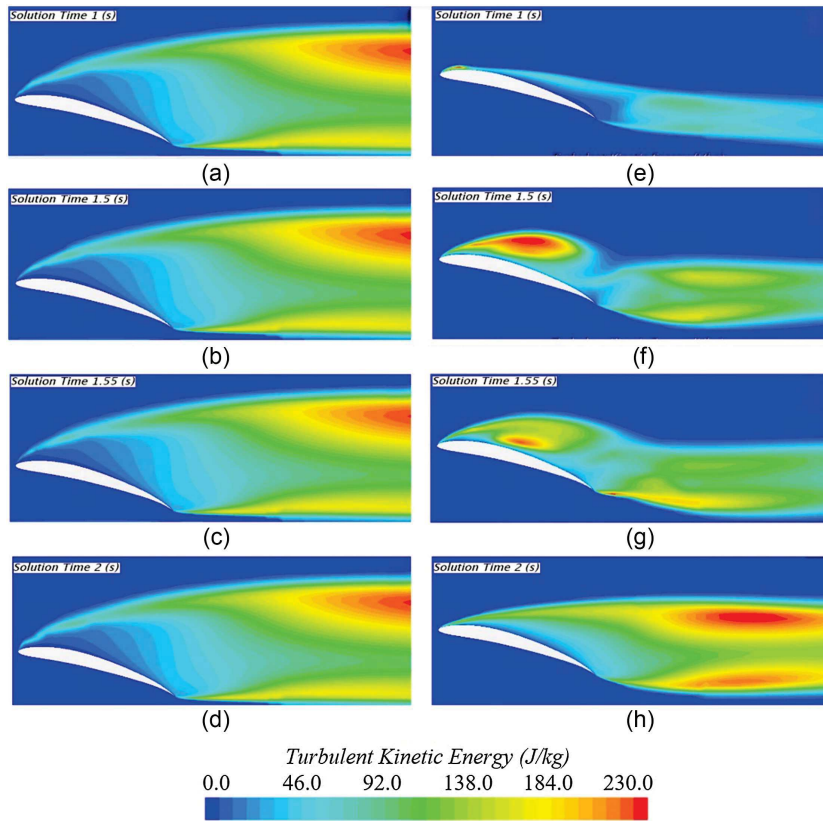 Solution Time 1 (s)
Solution Time 1 (s)
(a)
(e)
Solution Time 1.5 (s)
Solution Time 1.5 (s)
(b)
(f)
Solution Time 1.55 (s)
Solution Time 1.55 (s)
(c)
(g)
Solution Time 2 (s)
Solution Time 2 (s)
(d)
(h)
Turbulent Kinetic Energy (J/kg)
0.0 46.0 92.0 138.0 184.0 230.0